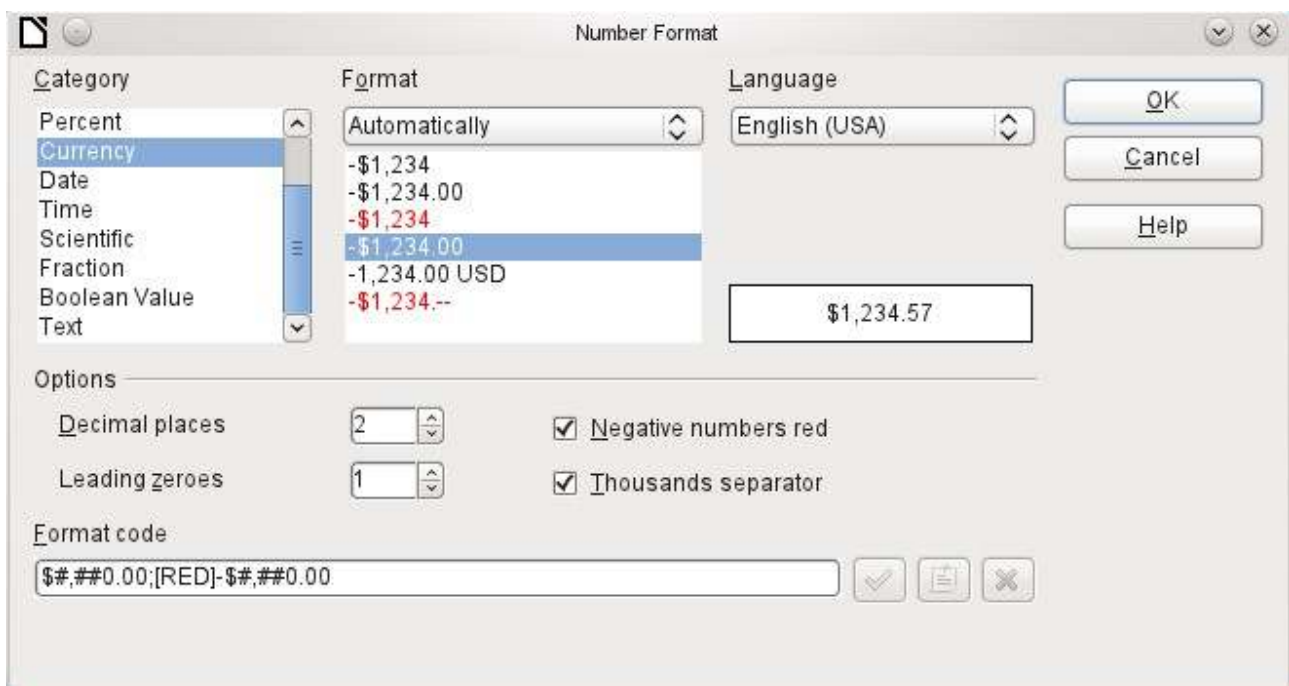 Number Format
Category
Format
Language
Percent
Currency
Date
Time
Scientific
Fraction
Boolean Value
Text
Automatically
-$1,234
-$1,234.00
-$1,234
-$1,234.00
-1,234.00 USD
-$1,234.--
English (USA)
$1,234.57
OK
Cancel
Help
Options
Decimal places
2
Negative numbers red
Leading zeroes
1
Thousands separator
Format code
$#,##0.00;[RED]-$#,##0.00